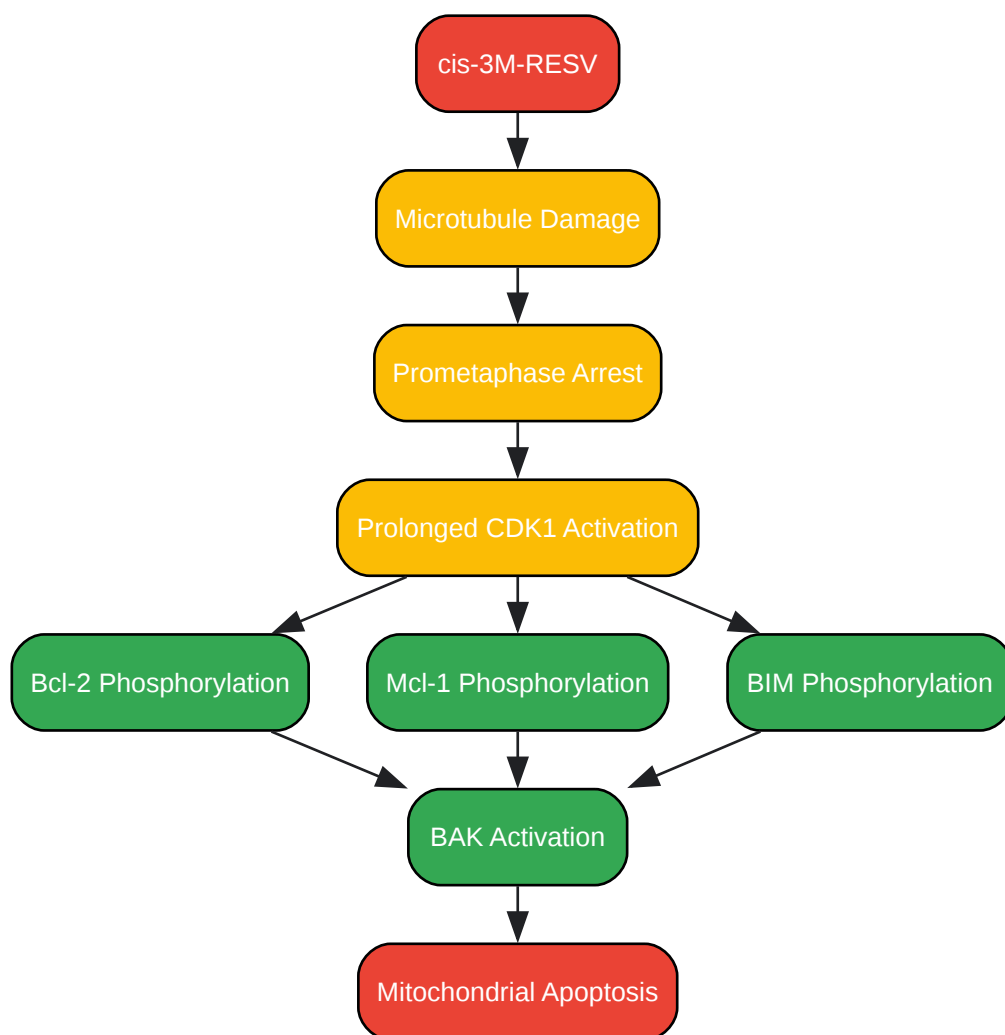 cis-3M-RESV
Microtubule Damage
Prometaphase Arrest
Prolonged CDK1 Activation
Bcl-2 Phosphorylation
Mcl-1 Phosphorylation
BIM Phosphorylation
BAK Activation
Mitochondrial Apoptosis